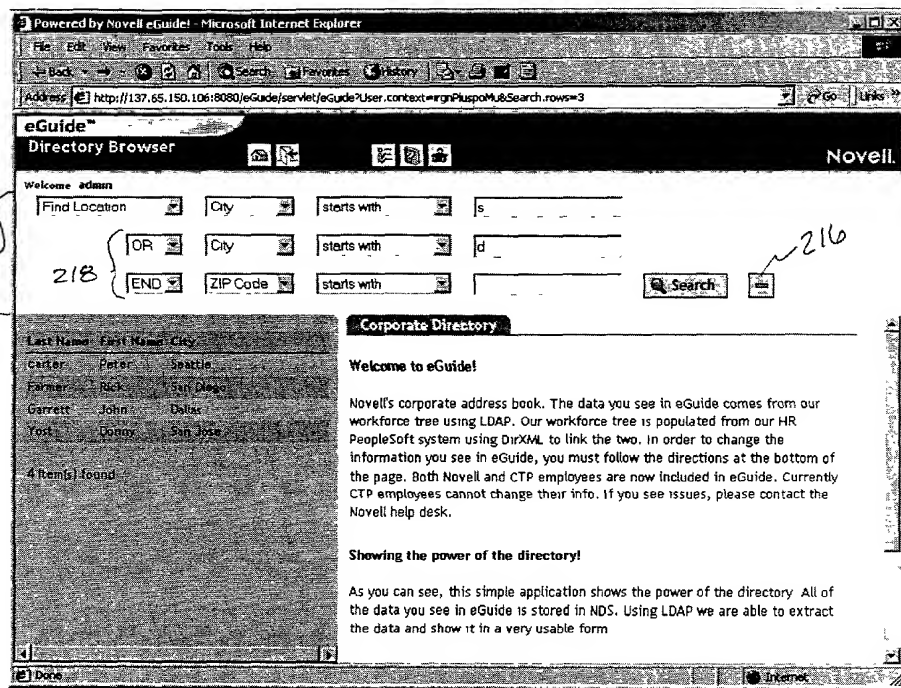 Powered by Novell eGuide! - Microsoft Internet Explorer
File Edit View Favorites Tools Help
Back Search Favorites History
Address http://137.65.150.106:8080/eGuide/servlet/eGuide?User.context=rgnPluspoMu&Search.rows=3 Go Links
eGuide™
Directory Browser
Novell.
Welcome admin
Find Location City starts with s
OR City starts with d
216
218
END ZIP Code starts with Search
Corporate Directory
Last Name First Name City
carter Peter Seattle
Farmer Rick San Diego
Garrett John Dallas
Yost Donny San Jose
4 item(s) found
Welcome to eGuide!
Novell's corporate address book. The data you see in eGuide comes from our
workforce tree using LDAP. Our workforce tree is populated from our HR
PeopleSoft system using DirXML to link the two. In order to change the
information you see in eGuide, you must follow the directions at the bottom of
the page. Both Novell and CTP employees are now included in eGuide. Currently
CTP employees cannot change their info. If you see issues, please contact the
Novell help desk.
Showing the power of the directory!
As you can see, this simple application shows the power of the directory All of
the data you see in eGuide is stored in NDS. Using LDAP we are able to extract
the data and show it in a very usable form
Done Internet